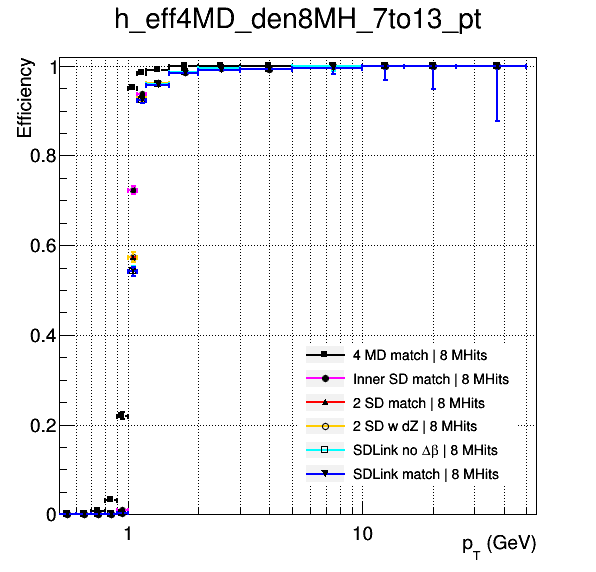 h_eff4MD_den8MH_7to13_pt
Efficiency
1
0.8
0.6
0.4
0.2
0
4 MD match | 8 MHits
Inner SD match | 8 MHits
2 SD match | 8 MHits
2 SD w dZ | 8 MHits
SDLink no Δβ | 8 MHits
SDLink match | 8 MHits
1
10
p_T (GeV)